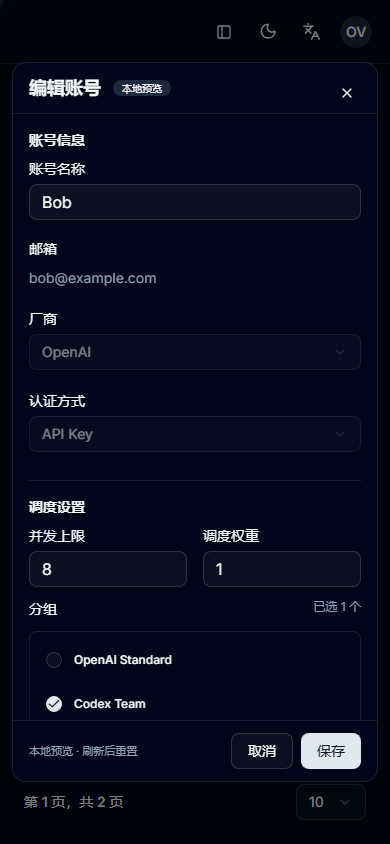 OV
编辑账号 本地预览
账号信息
账号名称
Bob
邮箱
bob@example.com
厂商
OpenAI
认证方式
API Key
调度设置
并发上限 调度权重
8 1
分组 已选 1 个
OpenAI Standard
Codex Team
本地预览 · 刷新后重置 取消 保存
第 1 页，共 2 页 10